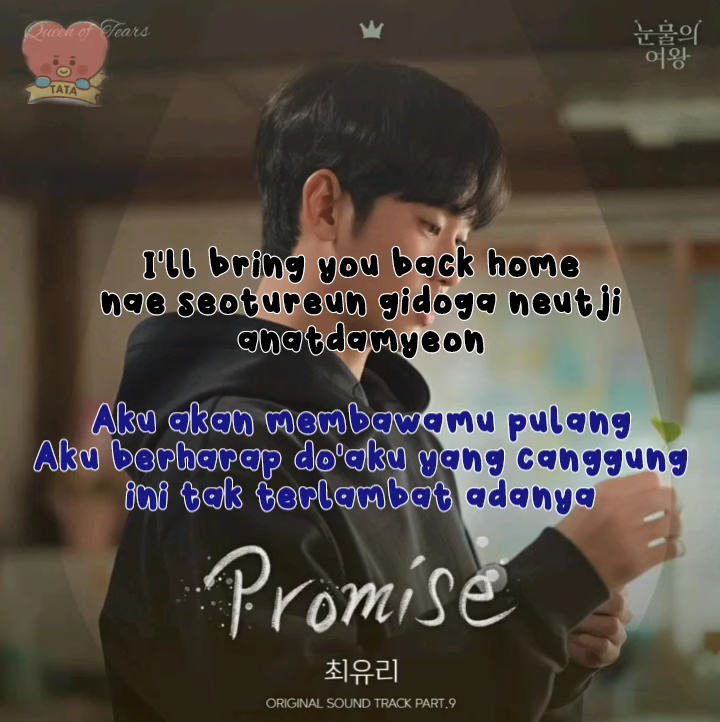 Queen of Tears
TATA
눈물의
여왕
I'll bring you back home
nae seotureun gidoga neutji
anatdamyeon
Aku akan membawamu pulang
Aku berharap do'aku yang canggung
ini tak terlambat adanya
Promise
최유리
ORIGINAL SOUND TRACK PART.9